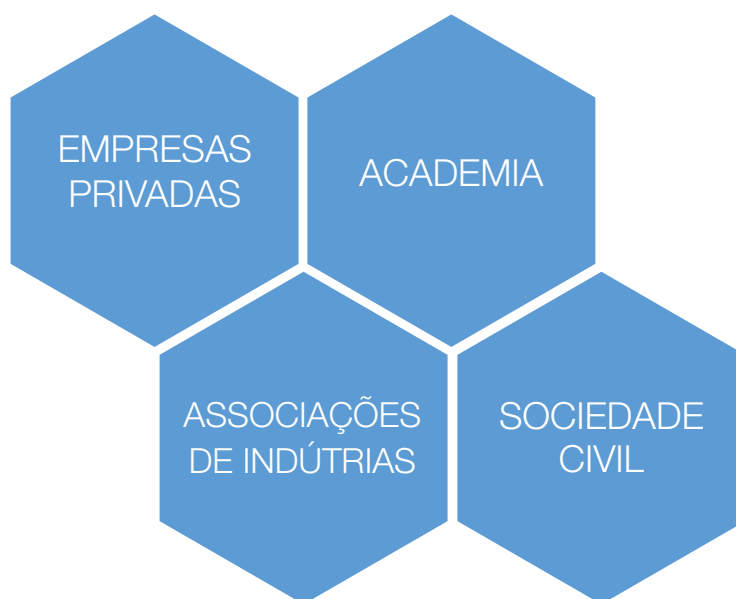 EMPRESAS
PRIVADAS
ACADEMIA
ASSOCIAÇÕES
DE INDÚTRIAS
SOCIEDADE
CIVIL